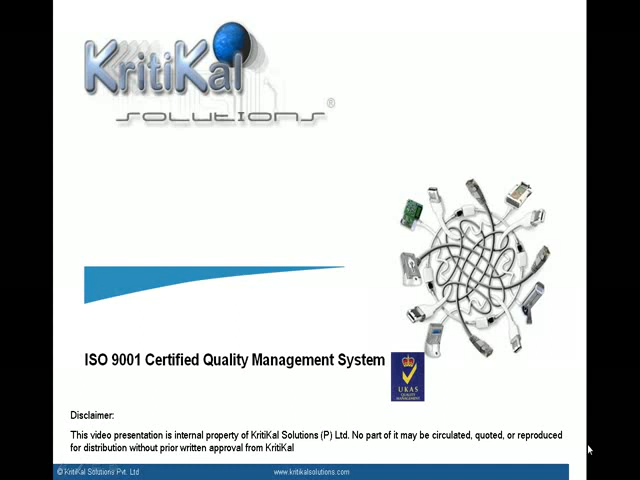 KritiKal
SOLUTIONS®
ISO 9001 Certified Quality Management System
UKAS
QUALITY
MANAGEMENT
Disclaimer:
This video presentation is internal property of KritiKal Solutions (P) Ltd. No part of it may be circulated, quoted, or reproduced
for distribution without prior written approval from KritiKal
© KritiKal Solutions Pvt. Ltd www.kritikalsolutions.com